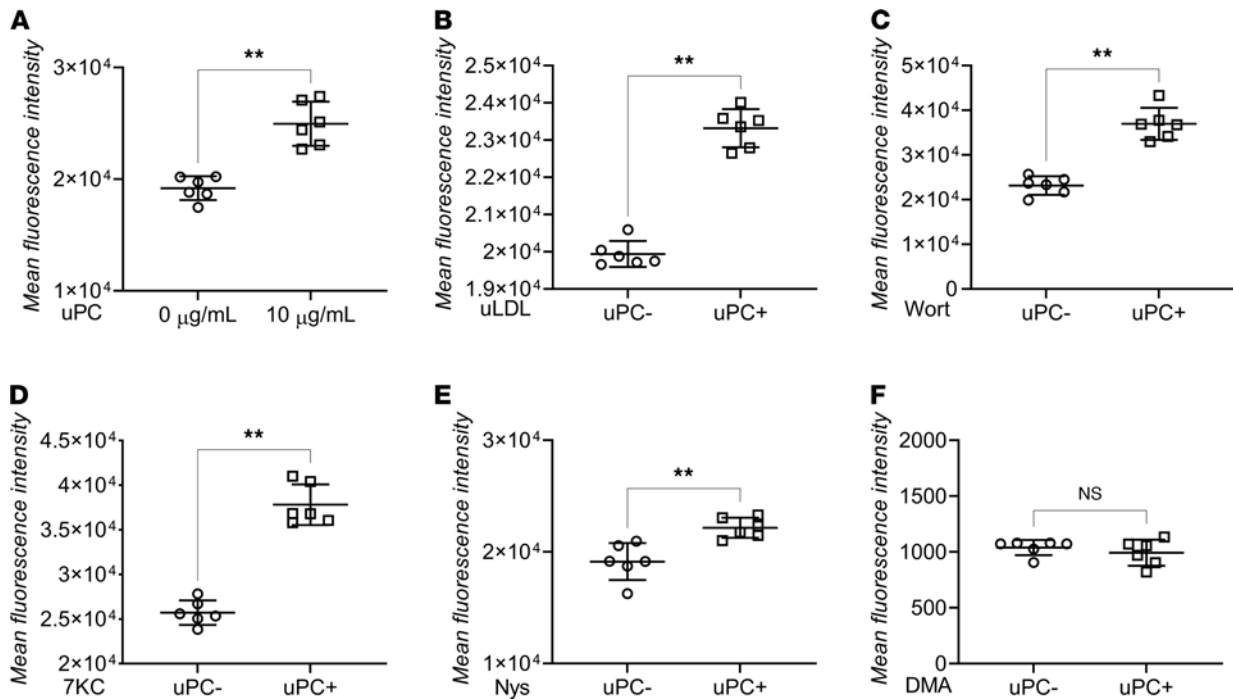 A
Mean fluorescence intensity
3×10⁴
2×10⁴
1×10⁴
**
uPC
0 μg/mL
10 μg/mL
B
Mean fluorescence intensity
2.5×10⁴
2.4×10⁴
2.3×10⁴
2.2×10⁴
2.1×10⁴
2×10⁴
1.9×10⁴
**
uLDL
uPC-
uPC+
C
Mean fluorescence intensity
5×10⁴
4×10⁴
3×10⁴
2×10⁴
1×10⁴
0
**
Wort
uPC-
uPC+
D
Mean fluorescence intensity
4.5×10⁴
4×10⁴
3.5×10⁴
3×10⁴
2.5×10⁴
2×10⁴
**
7KC
uPC-
uPC+
E
Mean fluorescence intensity
3×10⁴
2×10⁴
1×10⁴
**
Nys
uPC-
uPC+
F
Mean fluorescence intensity
2000
1500
1000
500
0
NS
DMA
uPC-
uPC+